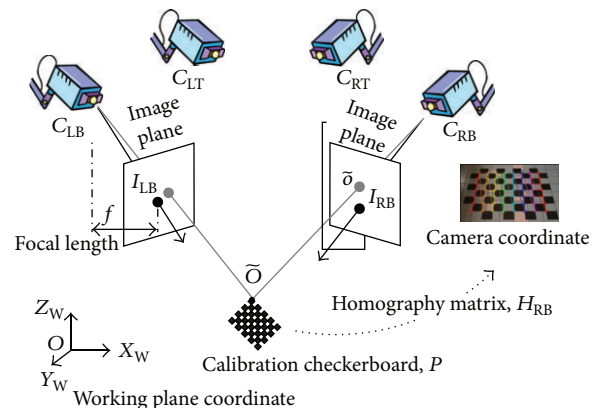 C_LT
C_RT
C_LB
C_RB
Image
plane
Image
plane
I_LB
õ
I_RB
f
Focal length
Camera coordinate
Õ
Homography matrix, H_RB
Z_W
O
X_W
Y_W
Calibration checkerboard, P
Working plane coordinate